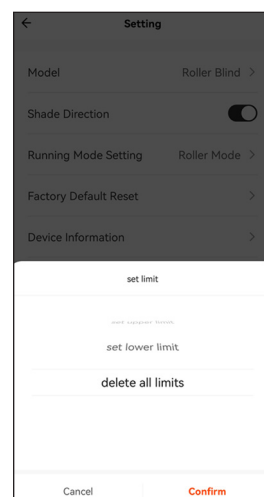 Setting
Model Roller Blind
Shade Direction
Running Mode Setting Roller Mode
Factory Default Reset
Device Information
set limit
set lower limit
delete all limits
Cancel Confirm